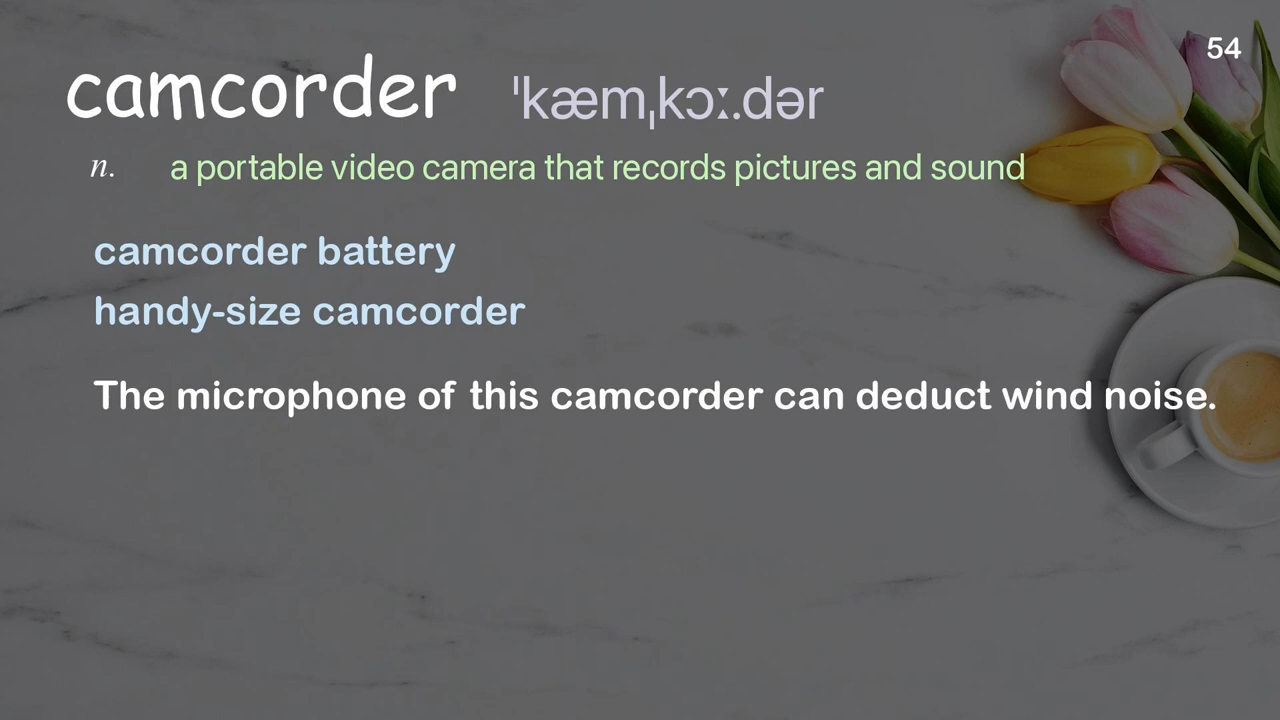 54
camcorder ˈkæmˌkɔː.dər
n. a portable video camera that records pictures and sound
camcorder battery
handy-size camcorder
The microphone of this camcorder can deduct wind noise.